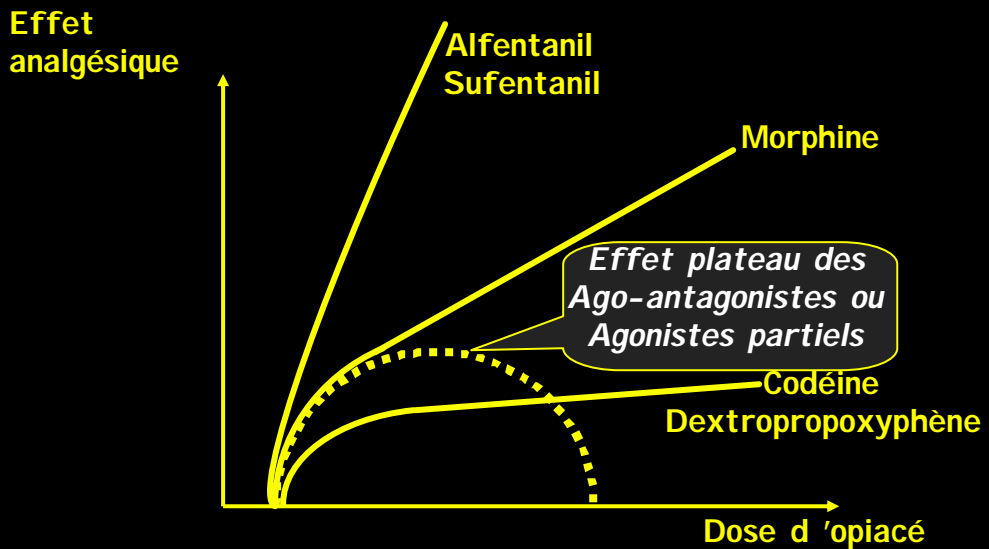 Effet
analgésique
Alfentanil
Sufentanil
Morphine
Effet plateau des
Ago-antagonistes ou
Agonistes partiels
Codéine
Dextropropoxyphène
Dose d ’opiacé